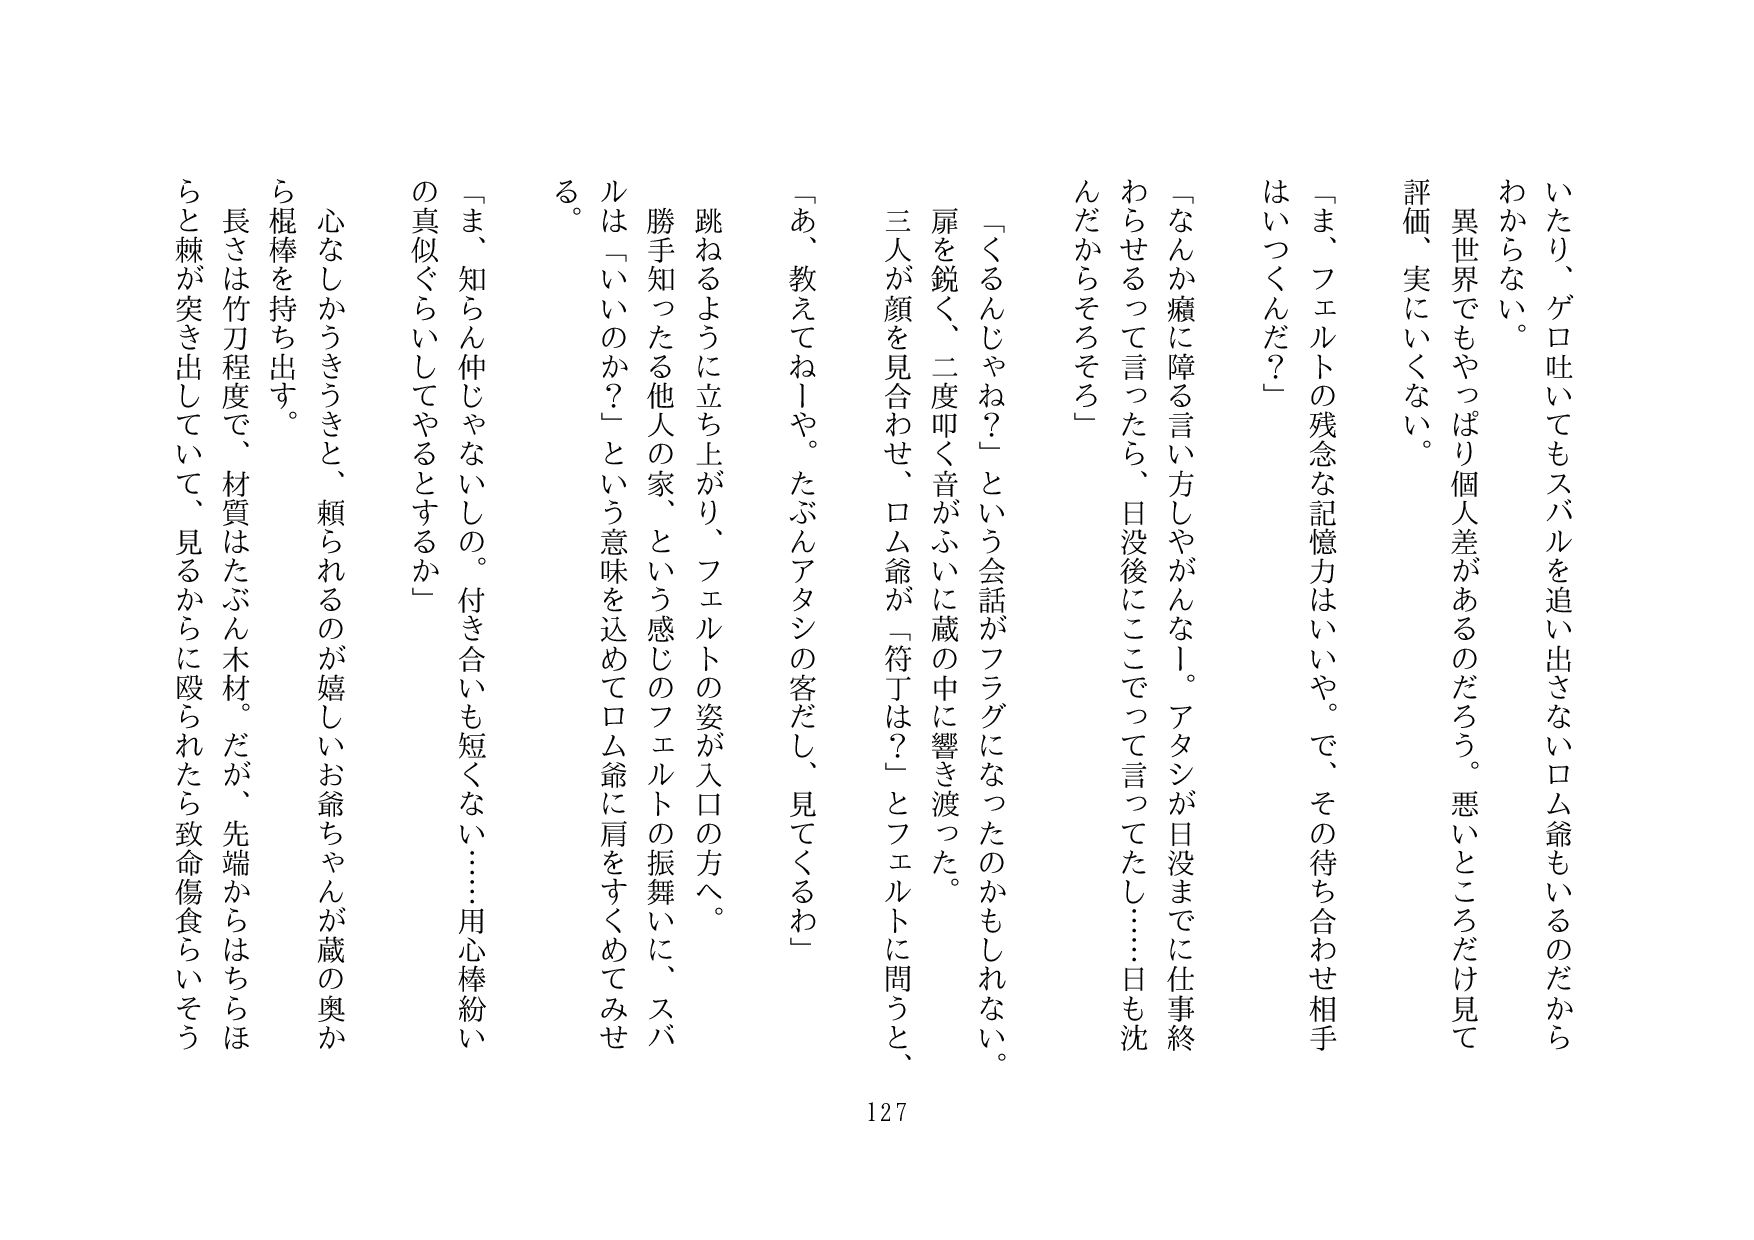 いたり、ゲロ吐いてもスバルを追い出さないロム爺もいるのだから
わからない。
　異世界でもやっぱり個人差があるのだろう。悪いところだけ見て
評価、実にいくない。
「ま、フェルトの残念な記憶力はいいや。で、その待ち合わせ相手
はいつくんだ？」
「なんか癪に障る言い方しやがんなー。アタシが日没までに仕事終
わらせるって言ったら、日没後にここでって言ってたし……日も沈
んだからそろそろ」
　「くるんじゃね？」という会話がフラグになったのかもしれない。
　扉を鋭く、二度叩く音がふいに蔵の中に響き渡った。
　三人が顔を見合わせ、ロム爺が「符丁は？」とフェルトに問うと、
「あ、教えてねーや。たぶんアタシの客だし、見てくるわ」
　跳ねるように立ち上がり、フェルトの姿が入口の方へ。
　勝手知ったる他人の家、という感じのフェルトの振舞いに、スバ
ルは「いいのか？」という意味を込めてロム爺に肩をすくめてみせ
る。
「ま、知らん仲じゃないしの。付き合いも短くない……用心棒紛い
の真似ぐらいしてやるとするか」
　心なしかうきうきと、頼られるのが嬉しいお爺ちゃんが蔵の奥か
ら棍棒を持ち出す。
　長さは竹刀程度で、材質はたぶん木材。だが、先端からはちらほ
らと棘が突き出していて、見るからに殴られたら致命傷食らいそう
127